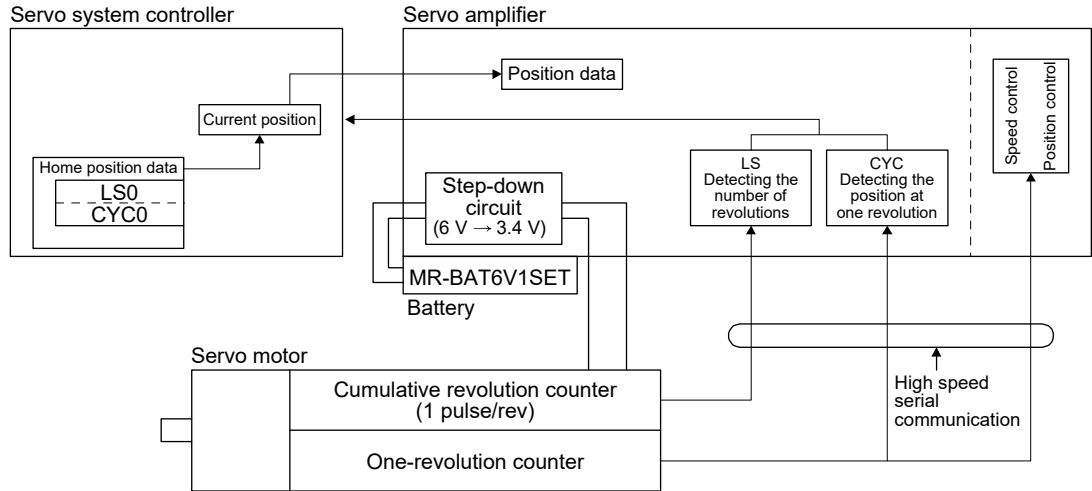 Servo system controller
Servo amplifier
Position data
Current position
Home position data
LS0
CYC0
Step-down
circuit
(6 V → 3.4 V)
MR-BAT6V1SET
Battery
LS
Detecting the
number of
revolutions
CYC
Detecting the
position at
one revolution
Speed control
Position control
Servo motor
Cumulative revolution counter
(1 pulse/rev)
One-revolution counter
High speed
serial
communication